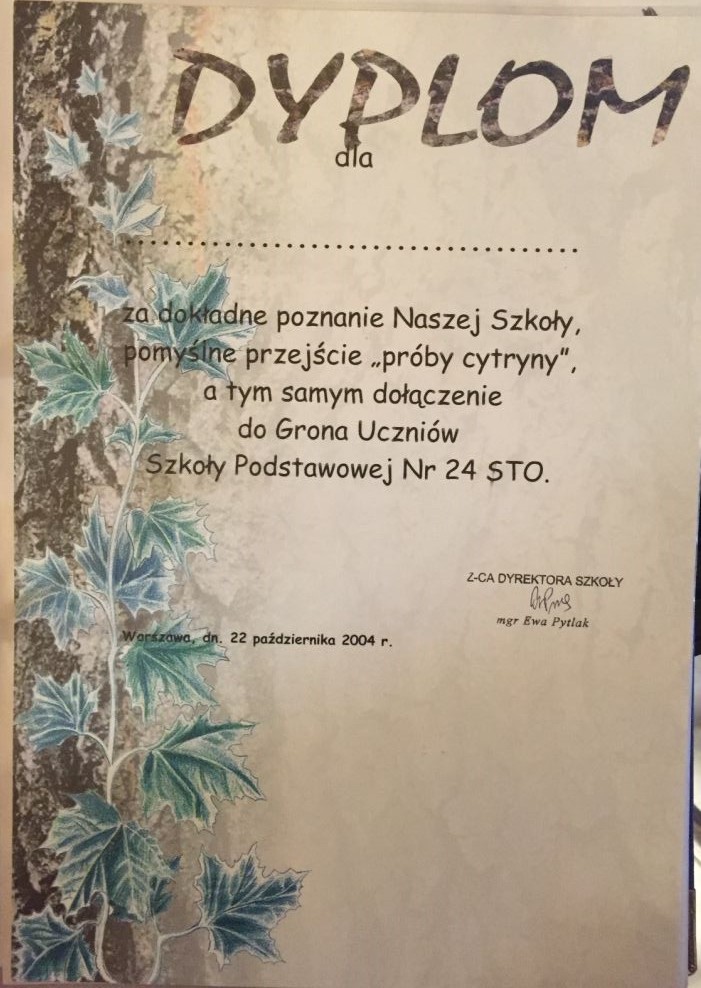 DYPLOM
dla
........................................
za dokładne poznanie Naszej Szkoły,
pomyślne przejście „próby cytryny”,
a tym samym dołączenie
do Grona Uczniów
Szkoły Podstawowej Nr 24 STO.
Z-CA DYREKTORA SZKOŁY
mgr Ewa Pytlak
Warszawa, dn. 22 października 2004 r.